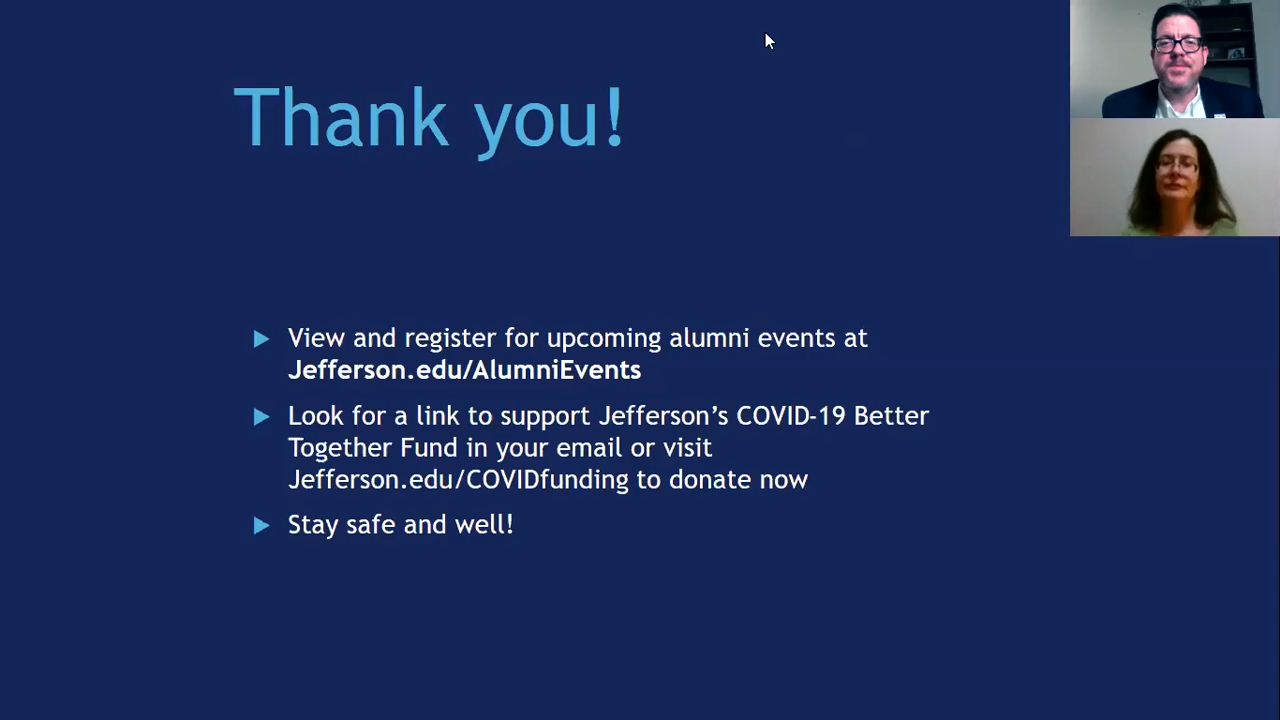 Thank you!
View and register for upcoming alumni events at
Jefferson.edu/AlumniEvents
Look for a link to support Jefferson’s COVID-19 Better
Together Fund in your email or visit
Jefferson.edu/COVIDfunding to donate now
Stay safe and well!